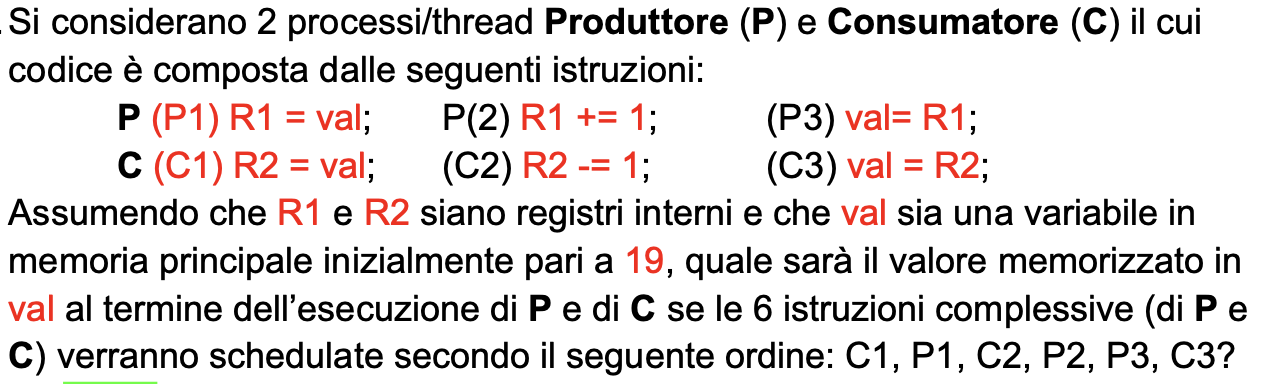 .Si considerano 2 processi/thread Produttore (P) e Consumatore (C) il cui
codice è composta dalle seguenti istruzioni:
P (P1) R1 = val; P(2) R1 += 1; (P3) val= R1;
C (C1) R2 = val; (C2) R2 -= 1; (C3) val = R2;
Assumendo che R1 e R2 siano registri interni e che val sia una variabile in
memoria principale inizialmente pari a 19, quale sarà il valore memorizzato in
val al termine dell’esecuzione di P e di C se le 6 istruzioni complessive (di P e
C) verranno schedulate secondo il seguente ordine: C1, P1, C2, P2, P3, C3?